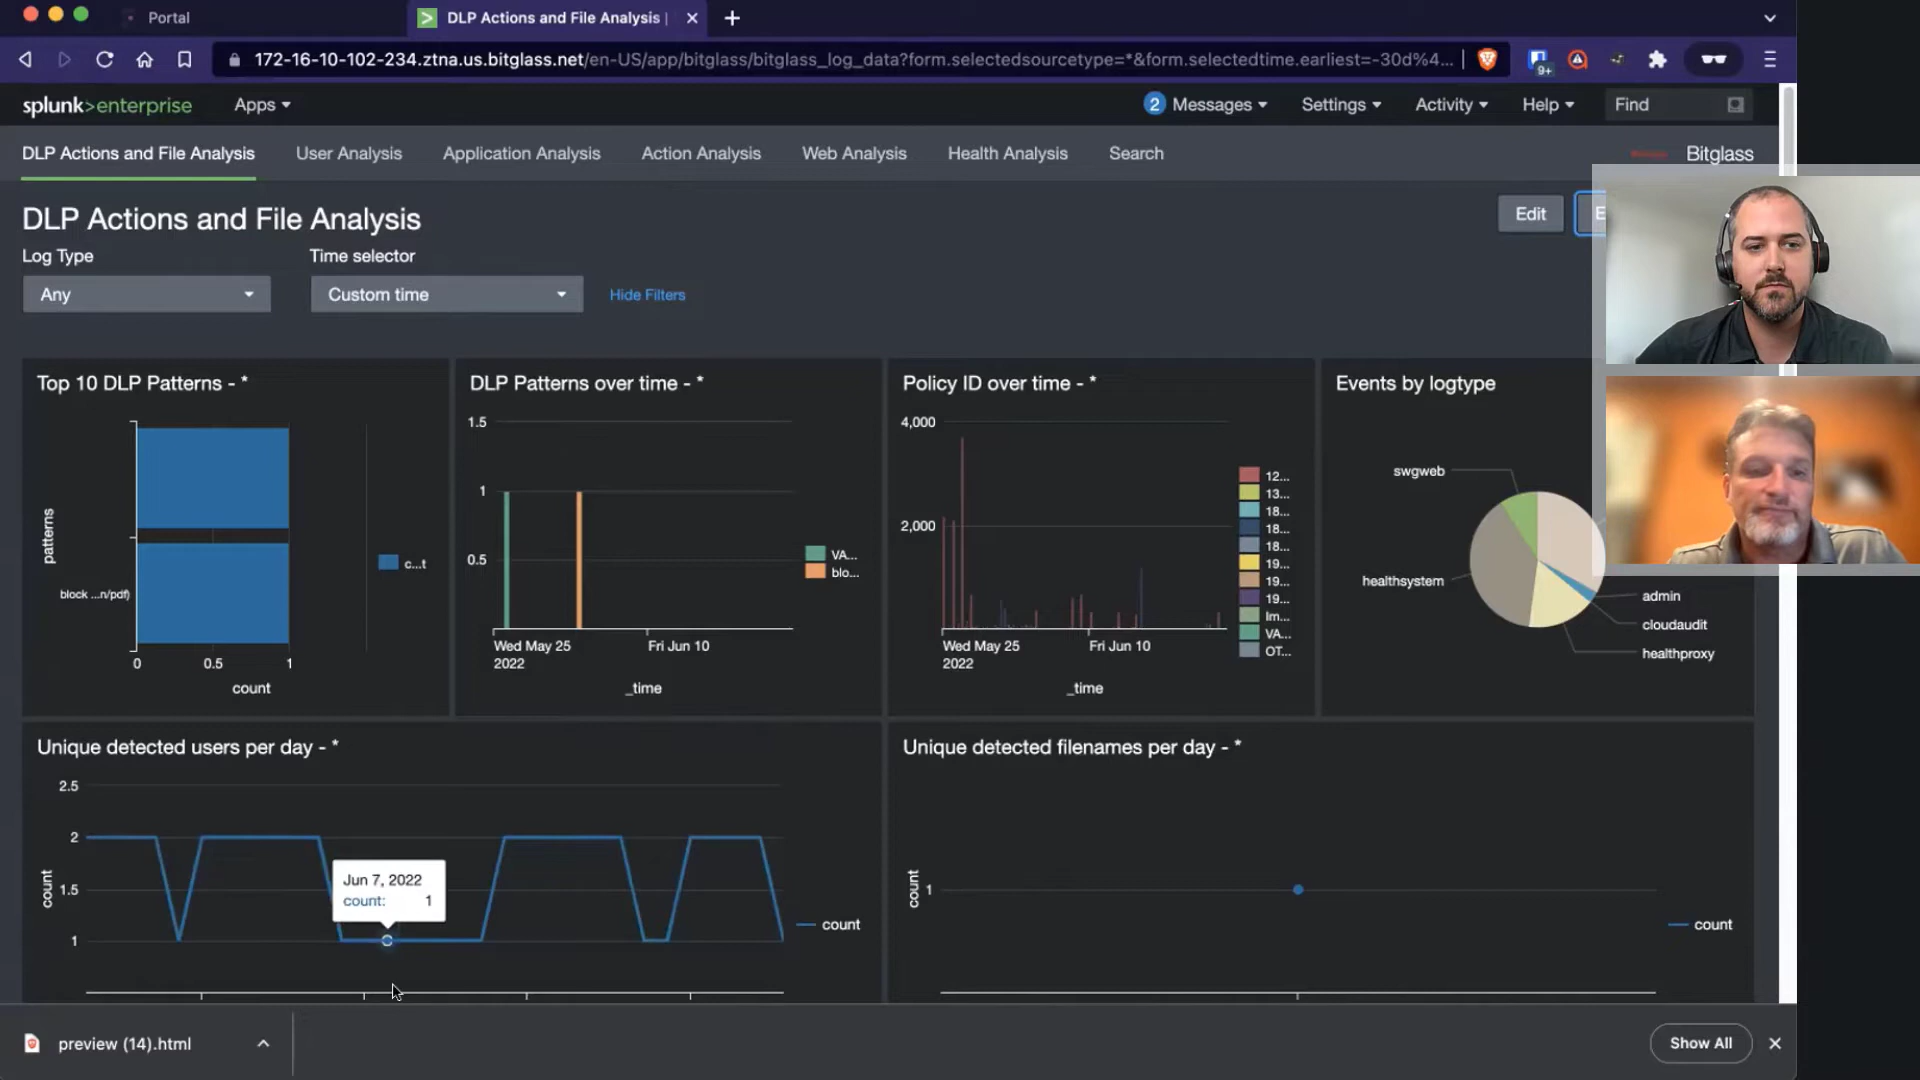 Portal
DLP Actions and File Analysis |
172-16-10-102-234.ztna.us.bitglass.net/en-US/app/bitglass/bitglass_log_data?form.selectedsourcetype=*&form.selectedtime.earliest=-30d%4...
9+
splunk>enterprise
Apps
2 Messages
Settings
Activity
Help
Find
DLP Actions and File Analysis
User Analysis
Application Analysis
Action Analysis
Web Analysis
Health Analysis
Search
Bitglass
DLP Actions and File Analysis
Edit
E
Log Type
Time selector
Any
Custom time
Hide Filters
Top 10 DLP Patterns - *
patterns
block ...n/pdf)
0
0.5
1
count
c...t
DLP Patterns over time - *
1.5
1
0.5
Wed May 25
2022
Fri Jun 10
_time
VA...
blo...
Policy ID over time - *
4,000
2,000
Wed May 25
2022
Fri Jun 10
_time
12...
13...
18...
18...
18...
19...
19...
19...
Im...
VA...
OT...
Events by logtype
swgweb
healthsystem
admin
cloudaudit
healthproxy
Unique detected users per day - *
2.5
2
1.5
1
count
Jun 7, 2022
count: 1
count
Unique detected filenames per day - *
count
1
count
preview (14).html
Show All